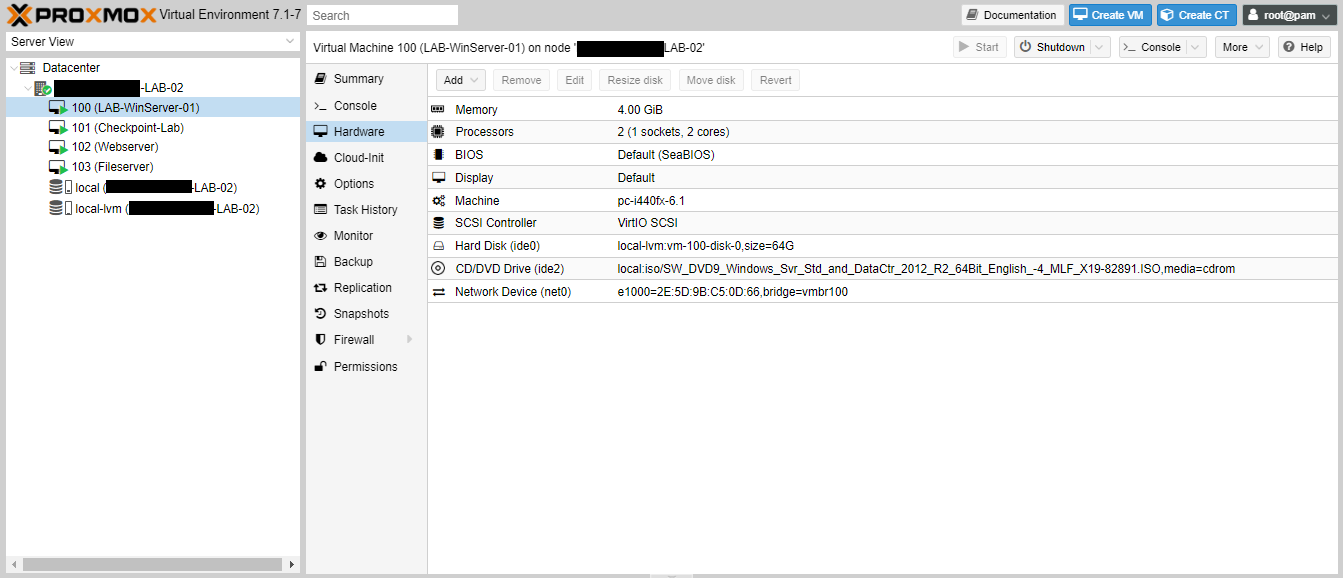 PROXMOX Virtual Environment 7.1-7 Search Documentation Create VM Create CT root@pam
Server View
Datacenter
-LAB-02
100 (LAB-WinServer-01)
101 (Checkpoint-Lab)
102 (Webserver)
103 (Fileserver)
local ( -LAB-02)
local-lvm ( -LAB-02)
Virtual Machine 100 (LAB-WinServer-01) on node ' LAB-02' Start Shutdown Console More Help
Summary
Console
Hardware
Cloud-Init
Options
Task History
Monitor
Backup
Replication
Snapshots
Firewall
Permissions
Add Remove Edit Resize disk Move disk Revert
Memory 4.00 GiB
Processors 2 (1 sockets, 2 cores)
BIOS Default (SeaBIOS)
Display Default
Machine pc-i440fx-6.1
SCSI Controller VirtIO SCSI
Hard Disk (ide0) local-lvm:vm-100-disk-0,size=64G
CD/DVD Drive (ide2) local:iso/SW_DVD9_Windows_Svr_Std_and_DataCtr_2012_R2_64Bit_English_-4_MLF_X19-82891.ISO,media=cdrom
Network Device (net0) e1000=2E:5D:9B:C5:0D:66,bridge=vmbr100